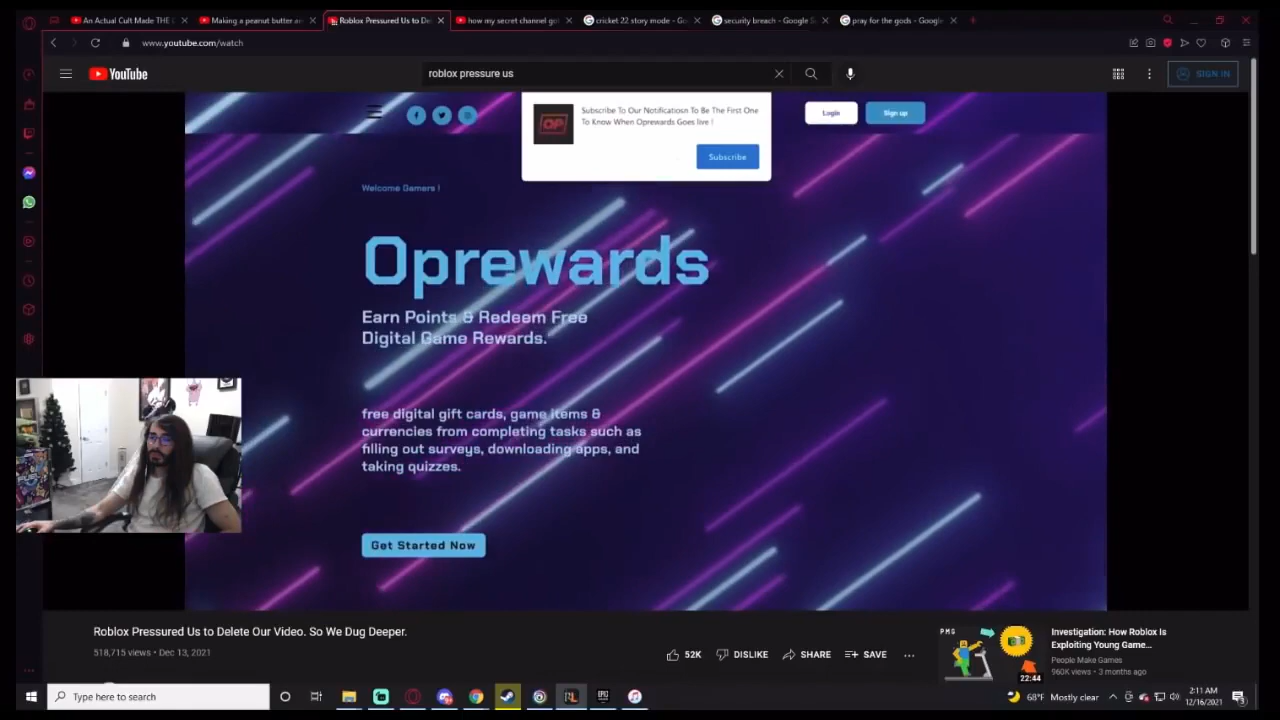 An Actual Cult Made THE
Making a peanut butter ar
Roblox Pressured Us to De
how my secret channel go
cricket 22 story mode - Go
security breach - Google S
pray for the gods - Google
www.youtube.com/watch
YouTube
roblox pressure us
SIGN IN
Subscribe To Our Notificatiosn To Be The First One
To Know When Oprewards Goes live !
OP
Subscribe
Login
Sign up
Welcome Gamers !
Oprewards
Earn Points & Redeem Free
Digital Game Rewards.
free digital gift cards, game items &
currencies from completing tasks such as
filling out surveys, downloading apps, and
taking quizzes.
Get Started Now
Roblox Pressured Us to Delete Our Video. So We Dug Deeper.
518,715 views • Dec 13, 2021
52K
DISLIKE
SHARE
SAVE
PMG
22:44
Investigation: How Roblox Is
Exploiting Young Game...
People Make Games
960K views • 3 months ago
Type here to search
68°F Mostly clear
2:11 AM
12/16/2021
3